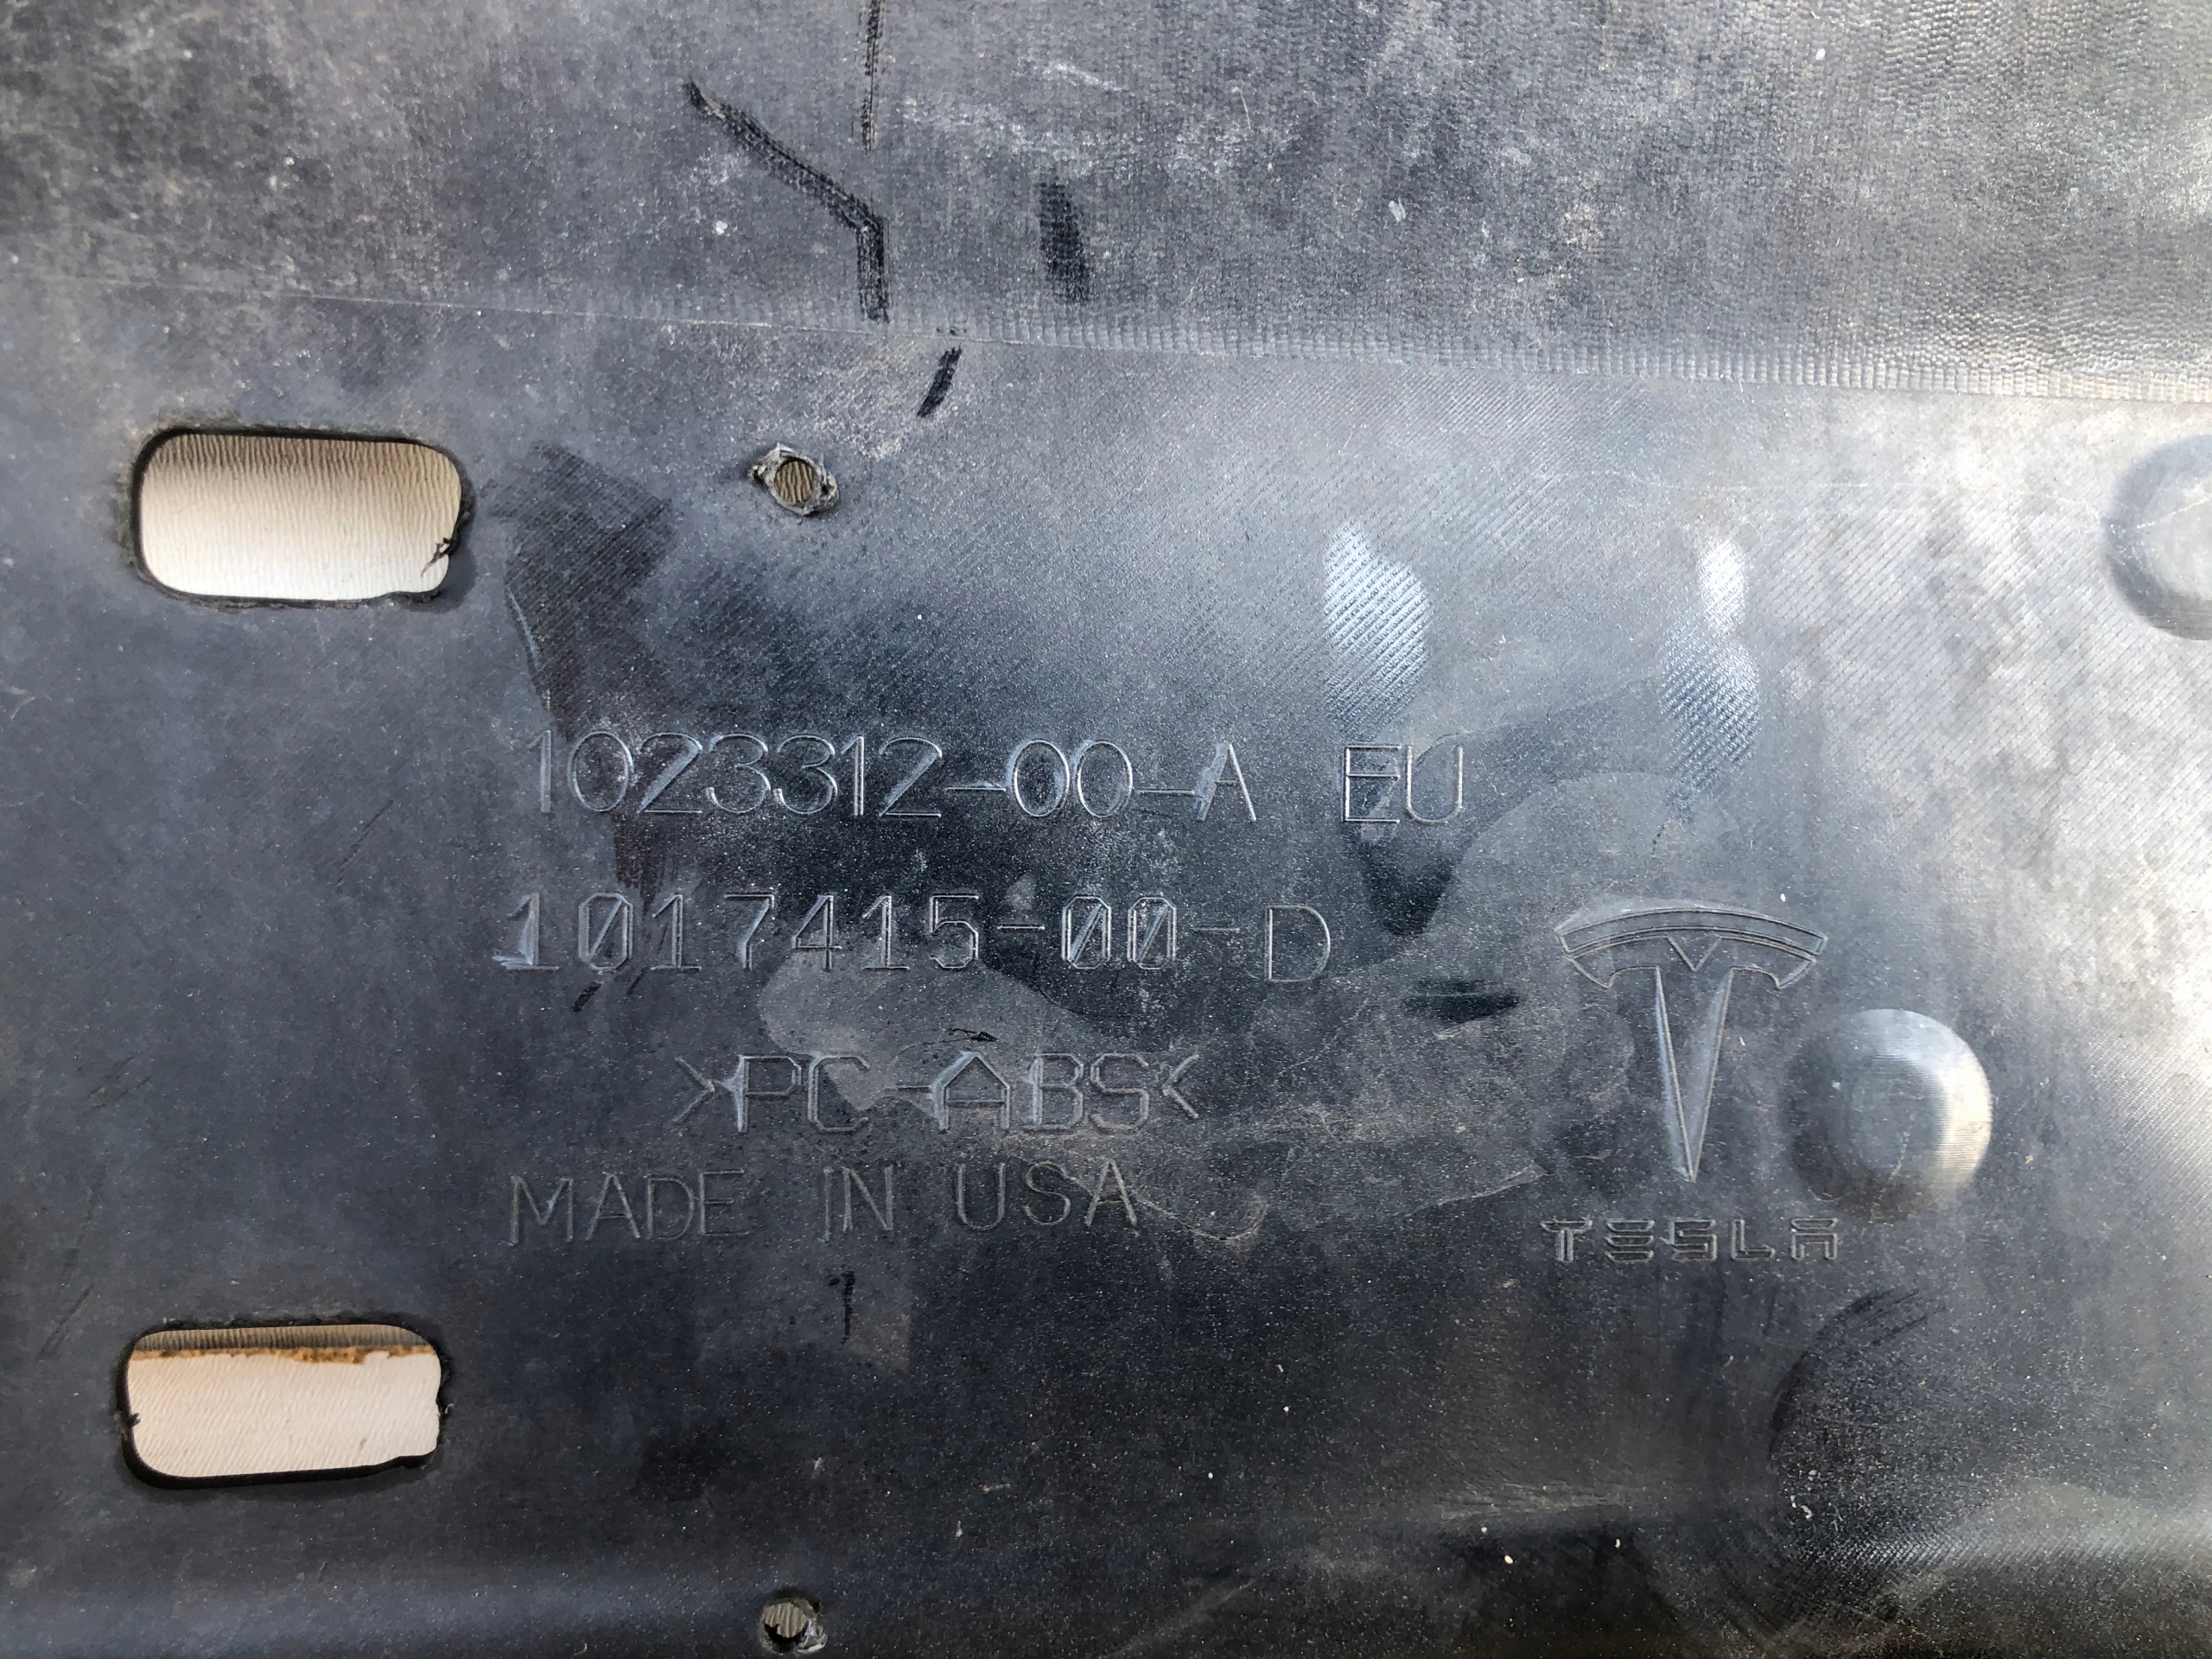 1023312-00-A EU
1017415-00-D
>PC-ABS<
MADE IN USA
TESLA